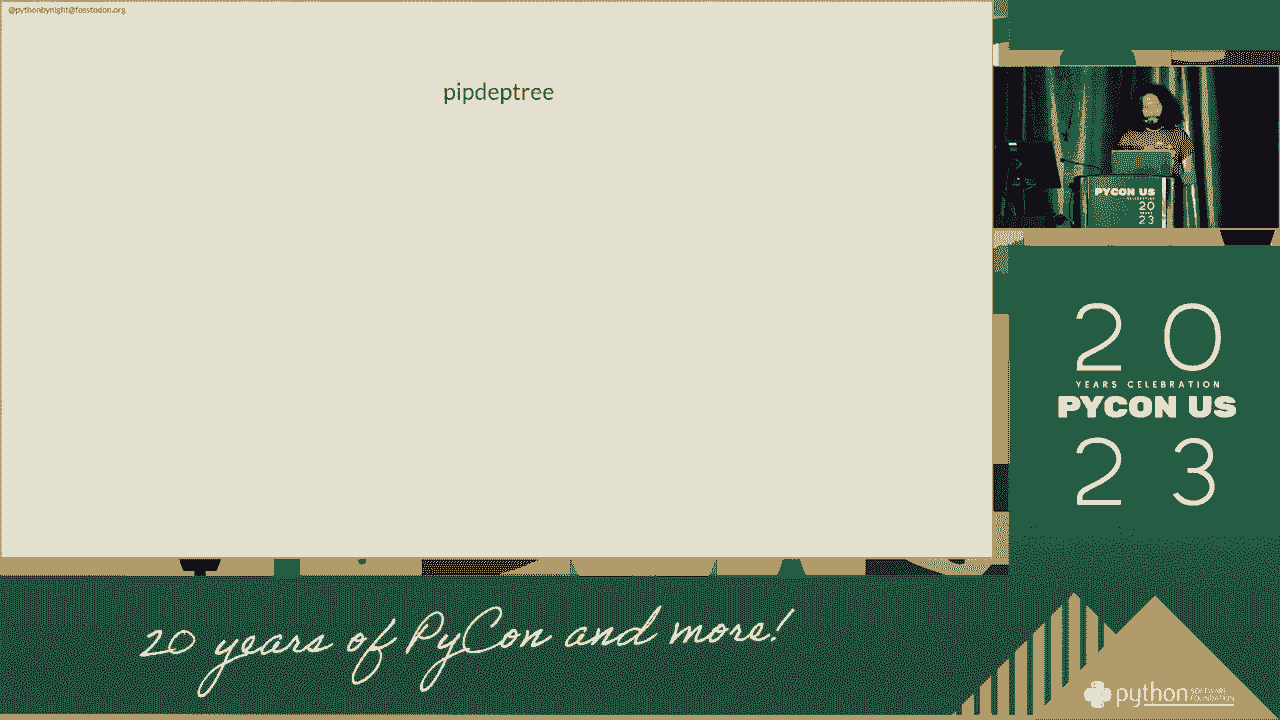 @pythonbynight@fosstodon.org
pipdeptree
PYCON US
20
23
20
YEARS CELEBRATION
PYCON US
23
20 years of PyCon and more!
python SOFTWARE FOUNDATION